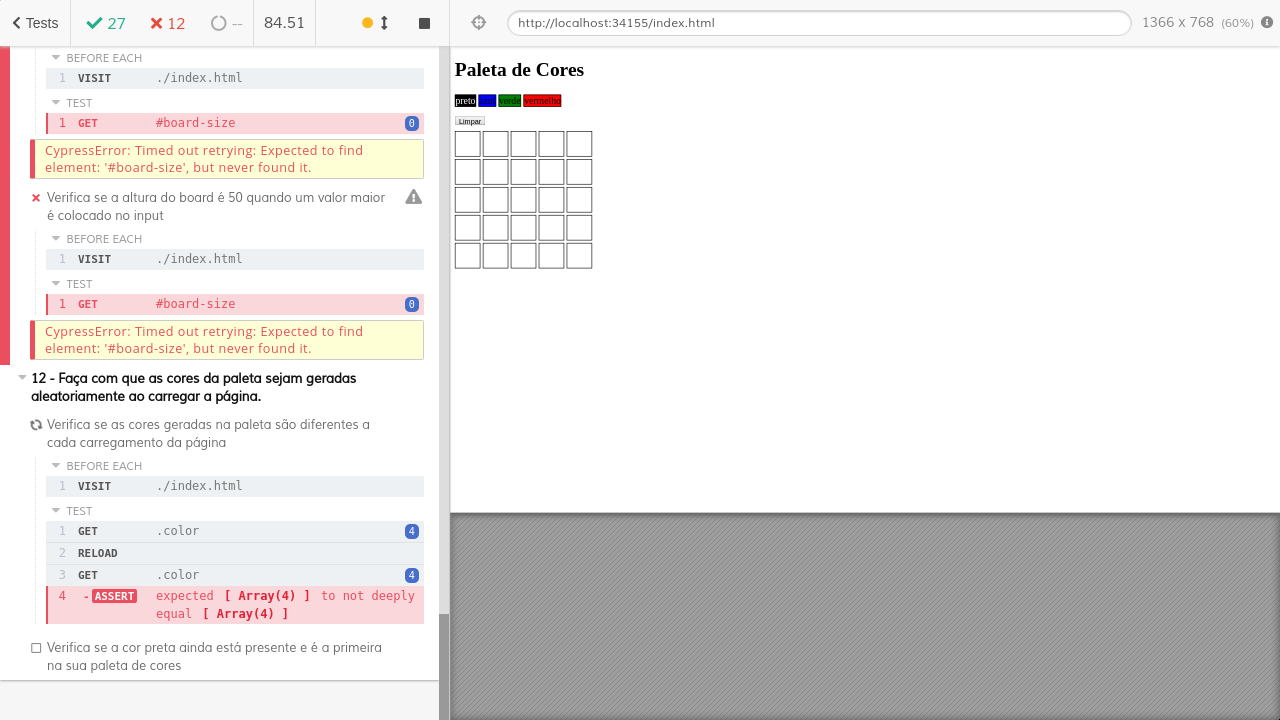 Tests 27 12 -- 84.51
http://localhost:34155/index.html 1366 x 768 (60%)
BEFORE EACH
1 VISIT ./index.html
TEST
1 GET #board-size 0
CypressError: Timed out retrying: Expected to find
element: '#board-size', but never found it.
Verifica se a altura do board é 50 quando um valor maior
é colocado no input
BEFORE EACH
1 VISIT ./index.html
TEST
1 GET #board-size 0
CypressError: Timed out retrying: Expected to find
element: '#board-size', but never found it.
12 - Faça com que as cores da paleta sejam geradas
aleatoriamente ao carregar a página.
Verifica se as cores geradas na paleta são diferentes a
cada carregamento da página
BEFORE EACH
1 VISIT ./index.html
TEST
1 GET .color 4
2 RELOAD
3 GET .color 4
4 -ASSERT expected [ Array(4) ] to not deeply
equal [ Array(4) ]
Verifica se a cor preta ainda está presente e é a primeira
na sua paleta de cores
Paleta de Cores
preto verde vermelho
Limpar